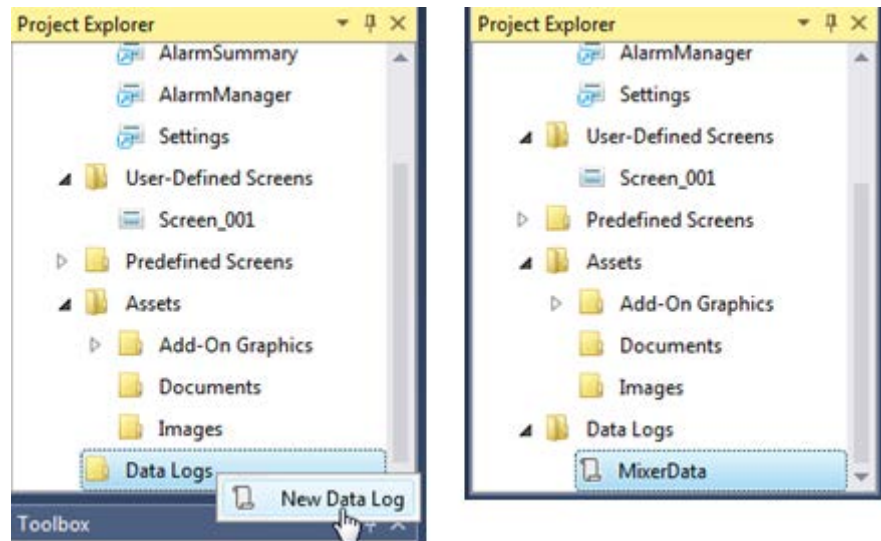 Project Explorer
AlarmSummary
AlarmManager
Settings
User-Defined Screens
Screen_001
Predefined Screens
Assets
Add-On Graphics
Documents
Images
Data Logs
New Data Log
Toolbox
Project Explorer
AlarmManager
Settings
User-Defined Screens
Screen_001
Predefined Screens
Assets
Add-On Graphics
Documents
Images
Data Logs
MixerData